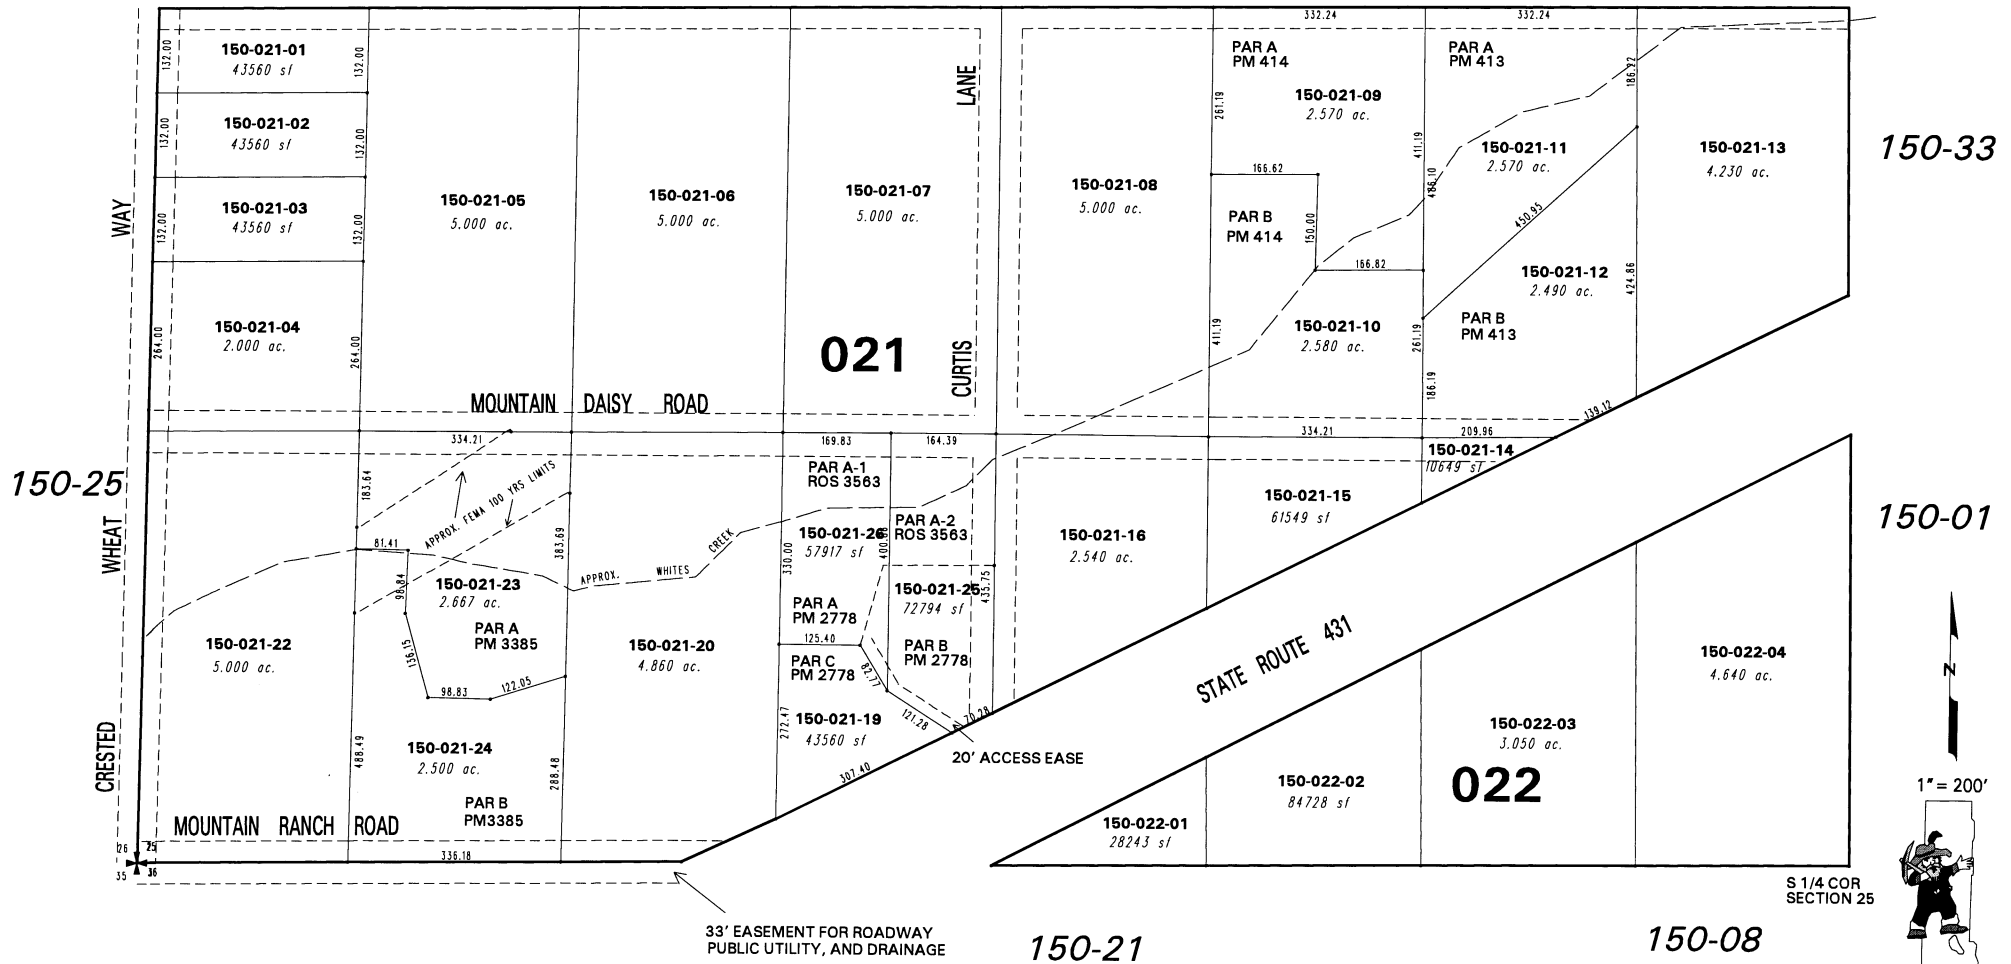 332.24
332.24
132.00
150-021-01
43560 sf
132.00
132.00
150-021-02
43560 sf
132.00
132.00
150-021-03
43560 sf
132.00
264.00
150-021-04
2.000 ac.
264.00
150-021-05
5.000 ac.
150-021-06
5.000 ac.
150-021-07
5.000 ac.
CURTIS LANE
150-021-08
5.000 ac.
PAR A
PM 414
261.19
150-021-09
2.570 ac.
166.62
PAR B
PM 414
150.00
166.82
411.19
150-021-10
2.580 ac.
PAR A
PM 413
411.19
486.10
186.22
150-021-11
2.570 ac.
450.95
150-021-12
2.490 ac.
424.86
PAR B
PM 413
261.19
186.19
139.12
150-021-13
4.230 ac.
150-33
021
MOUNTAIN DAISY ROAD
334.21
169.83
164.39
334.21
209.96
150-021-14
10649 sf
150-021-15
61549 sf
150-021-16
2.540 ac.
150-25
CRESTED WHEAT WAY
183.64
APPROX. FEMA 100 YRS LIMITS
81.41
98.84
150-021-23
2.667 ac.
PAR A
PM 3385
98.83
122.05
383.69
APPROX. WHITES CREEK
PAR A-1
ROS 3563
150-021-26
57917 sf
330.00
PAR A
PM 2778
125.40
PAR C
PM 2778
82.77
PAR A-2
ROS 3563
150-021-25
72794 sf
435.75
PAR B
PM 2778
150-021-22
5.000 ac.
150-021-20
4.860 ac.
272.47
150-021-19
43560 sf
121.28
70.28
20' ACCESS EASE
307.40
488.49
150-021-24
2.500 ac.
288.48
PAR B
PM3385
MOUNTAIN RANCH ROAD
336.18
26 25
35 36
STATE ROUTE 431
150-01
N
1" = 200'
150-022-04
4.640 ac.
150-022-03
3.050 ac.
022
150-022-02
84728 sf
150-022-01
28243 sf
S 1/4 COR
SECTION 25
33' EASEMENT FOR ROADWAY
PUBLIC UTILITY, AND DRAINAGE
150-21
150-08